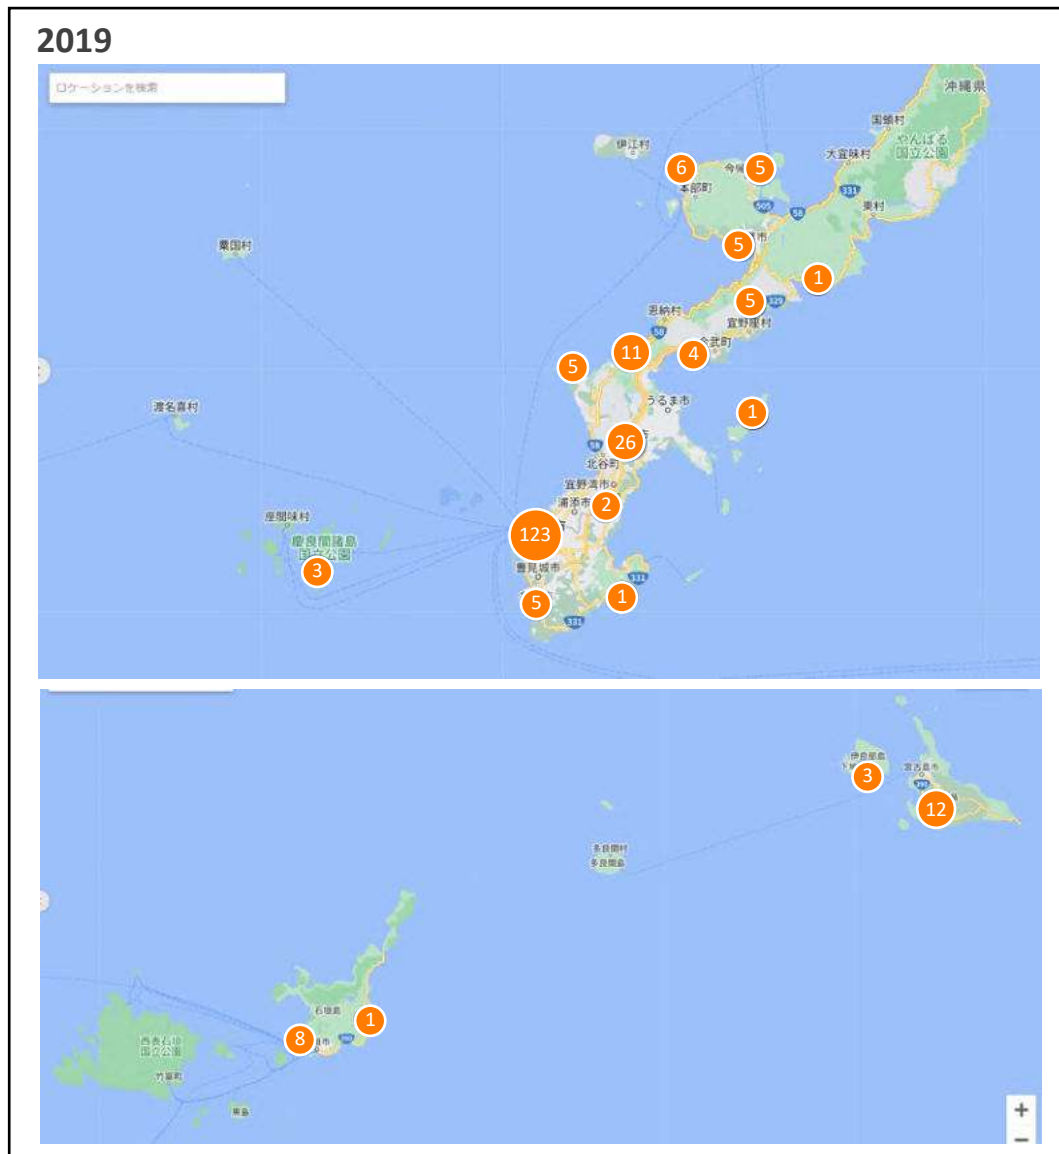 2019
ロケーションを検索
沖縄県
国頭村
やんばる
国立公園
大宜味村
伊江村
6
5
今帰
本部町
331
505
58
東村
粟国村
5
市
1
5
329
恩納村
宜野座村
58
11
4
金武町
5
渡名喜村
1
うるま市
26
58
北谷町
宜野湾市
浦添市
2
座間味村
123
慶良間諸島
国立公園
3
豊見城市
331
5
1
331
伊良部島
3
宮古島市
390
12
島
多良間村
多良間島
石垣島
1
8
市
390
西表石垣
国立公園
竹富町
黒島
+
−